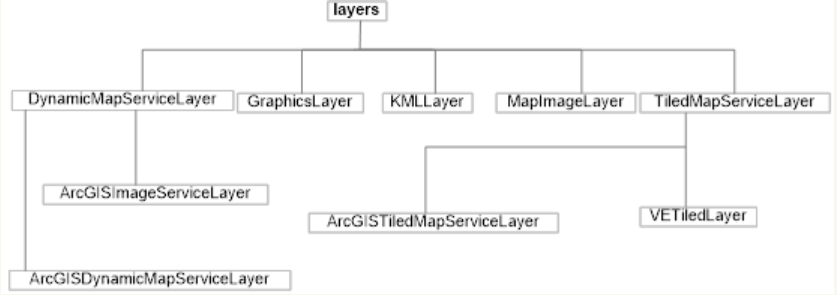 layers
DynamicMapServiceLayer
GraphicsLayer
KMLLayer
MapImageLayer
TiledMapServiceLayer
ArcGISImageServiceLayer
ArcGISTiledMapServiceLayer
VETiledLayer
ArcGISDynamicMapServiceLayer